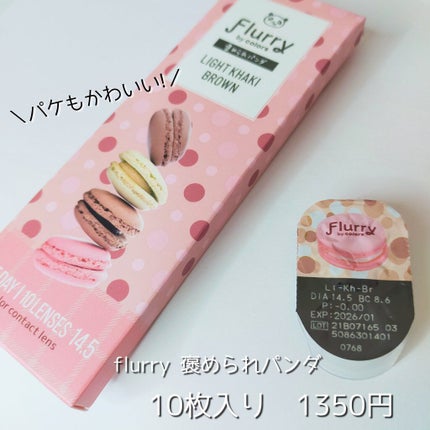 Flurry
by colors
褒められパンダ
LIGHT KHAKI
BROWN
\パケもかわいい!/
DAY 10LENSES 14.5
color contact lens
Flurry
by colors
Li-Kh-Br
DIA 14.5 BC 8.6
P:-0.00
EXP:2026/01
LOT 21B07165 03
5086301401
0768
flurry 褒められパンダ
10枚入り 1350円